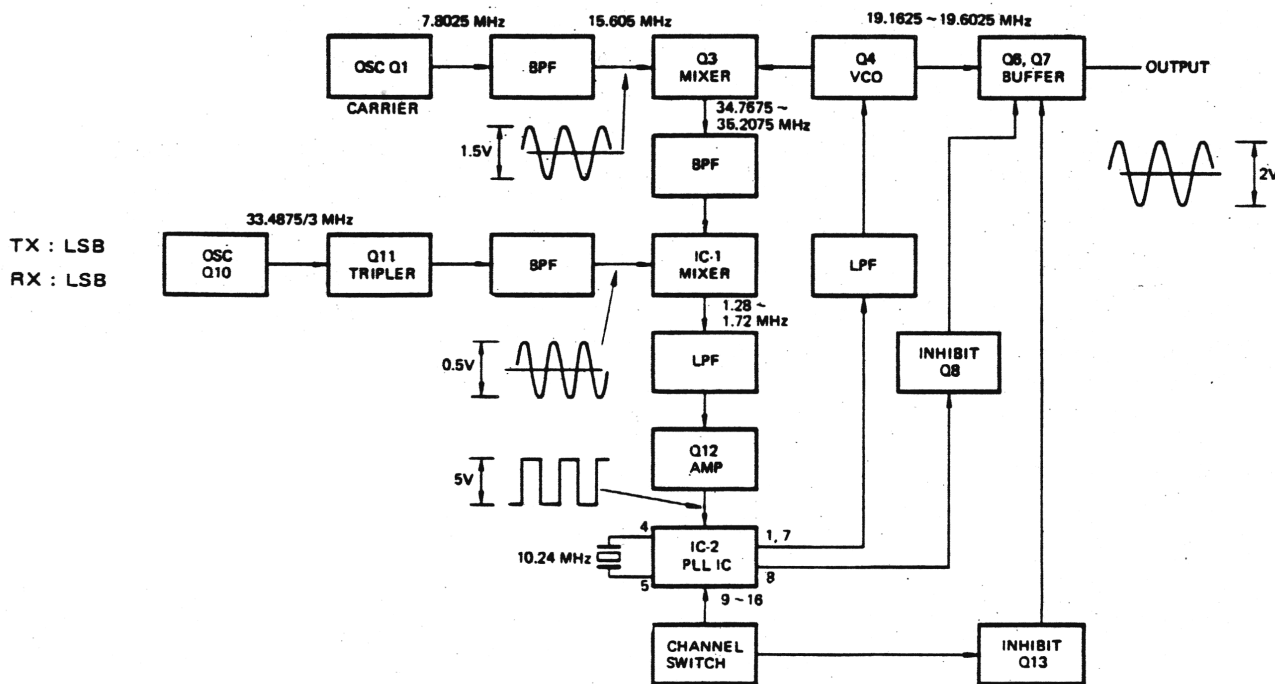 7.8025 MHz
15.605 MHz
19.1625 ~ 19.6025 MHz
OSC Q1
BPF
Q3
MIXER
Q4
VCO
Q6, Q7
BUFFER
OUTPUT
CARRIER
34.7675 ~
35.2075 MHz
1.5V
BPF
2V
33.4875/3 MHz
TX : LSB
RX : LSB
OSC
Q10
Q11
TRIPLER
BPF
IC-1
MIXER
LPF
1.28 ~
1.72 MHz
0.5V
LPF
INHIBIT
Q8
Q12
AMP
5V
4
1, 7
10.24 MHz
IC-2
PLL IC
5
8
9 ~ 16
CHANNEL
SWITCH
INHIBIT
Q13